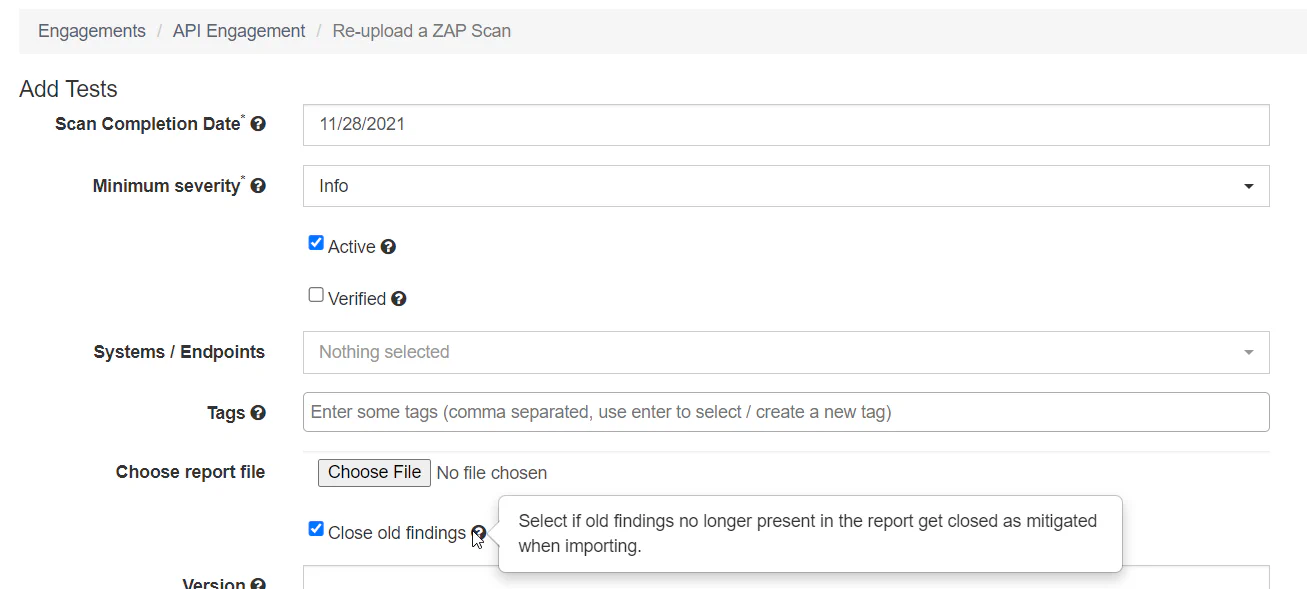 Engagements / API Engagement / Re-upload a ZAP Scan
Add Tests
Scan Completion Date* 11/28/2021
Minimum severity* Info
Active
Verified
Systems / Endpoints Nothing selected
Tags Enter some tags (comma separated, use enter to select / create a new tag)
Choose report file Choose File No file chosen
Close old findings
Select if old findings no longer present in the report get closed as mitigated
when importing.
Version